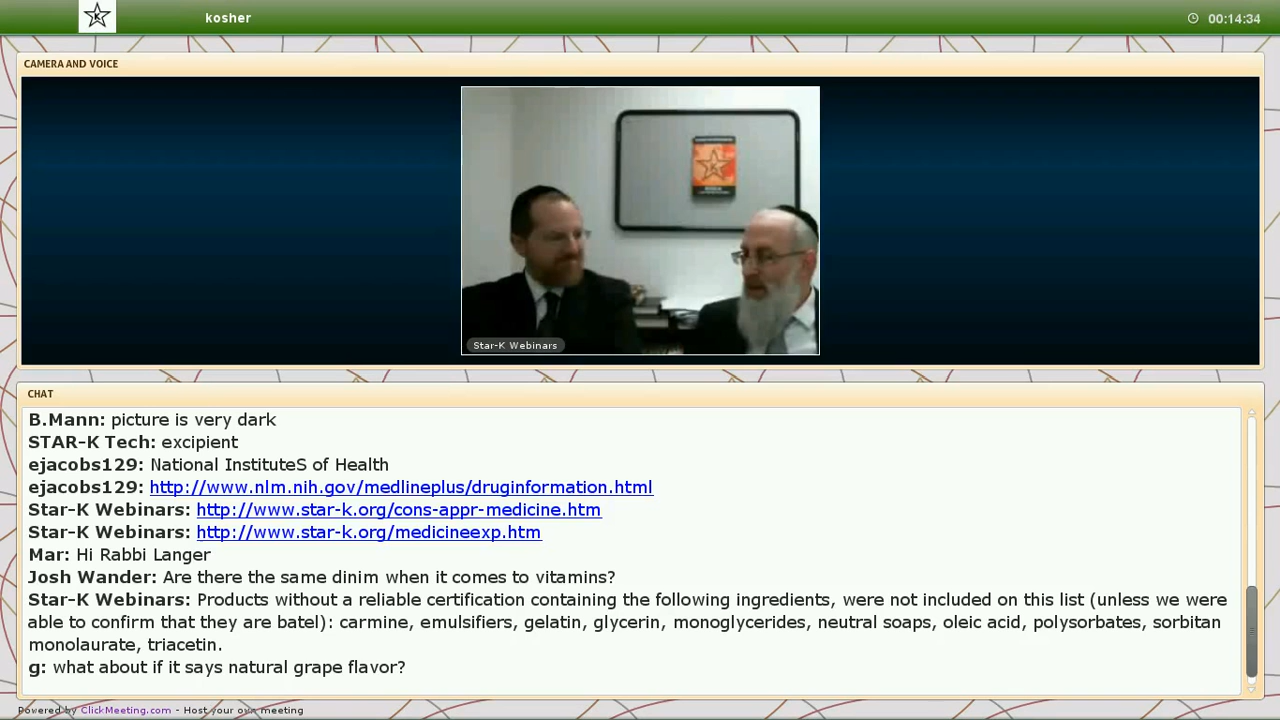 K
kosher
00:14:34
CAMERA AND VOICE
K
Star-K Webinars
CHAT
B.Mann: picture is very dark
STAR-K Tech: excipient
ejacobs129: National InstituteS of Health
ejacobs129: http://www.nlm.nih.gov/medlineplus/druginformation.html
Star-K Webinars: http://www.star-k.org/cons-appr-medicine.htm
Star-K Webinars: http://www.star-k.org/medicineexp.htm
Mar: Hi Rabbi Langer
Josh Wander: Are there the same dinim when it comes to vitamins?
Star-K Webinars: Products without a reliable certification containing the following ingredients, were not included on this list (unless we were
able to confirm that they are batel): carmine, emulsifiers, gelatin, glycerin, monoglycerides, neutral soaps, oleic acid, polysorbates, sorbitan
monolaurate, triacetin.
g: what about if it says natural grape flavor?
Powered by ClickMeeting.com - Host your own meeting